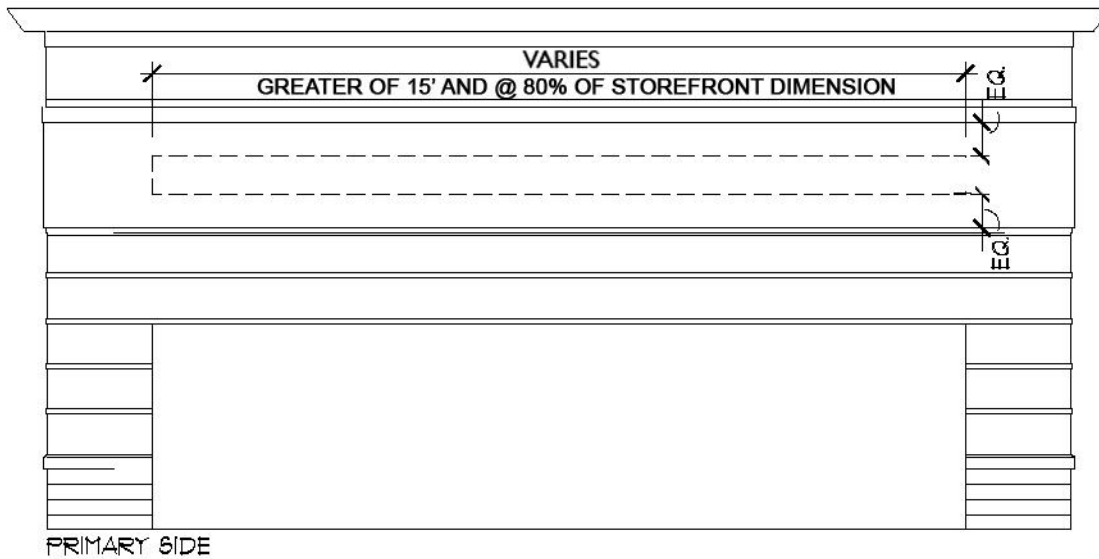 VARIES
GREATER OF 15' AND @ 80% OF STOREFRONT DIMENSION
EQ.
EQ.
PRIMARY SIDE